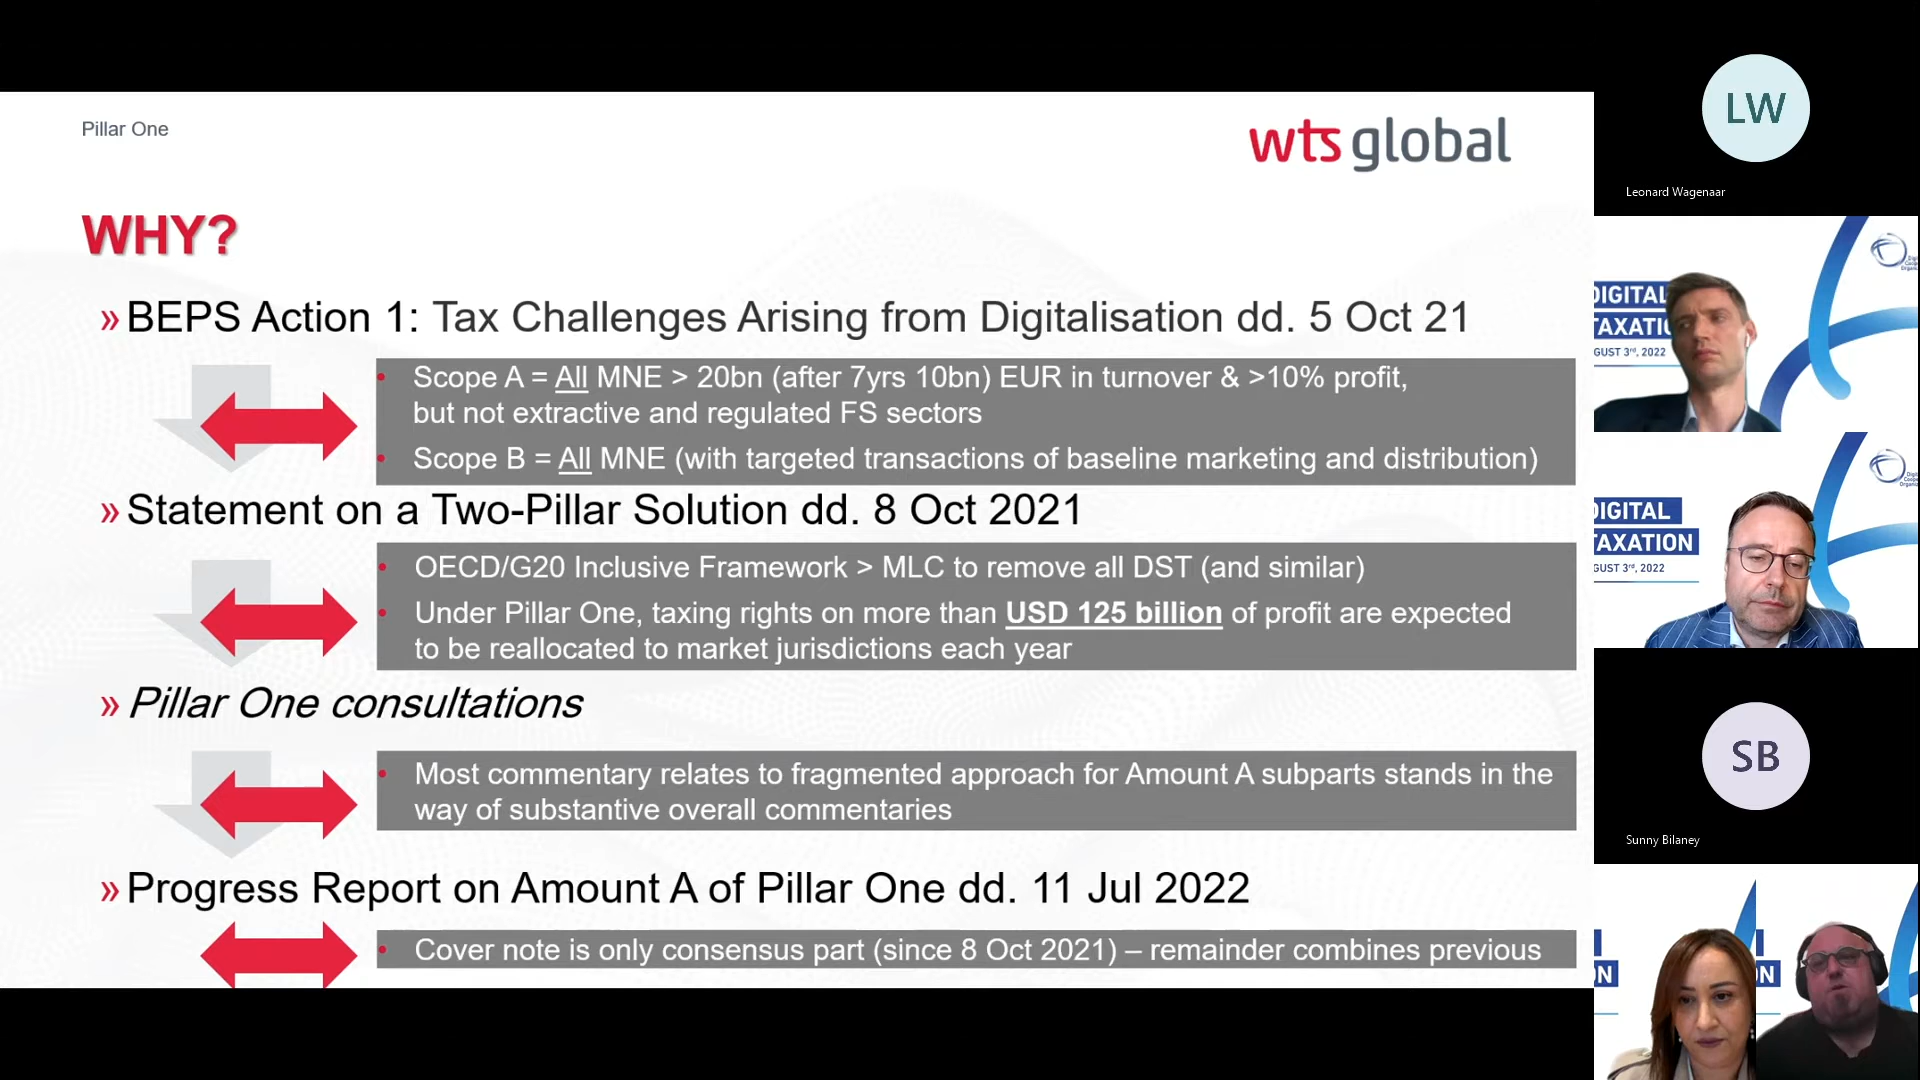 Pillar One
wts global
WHY?
» BEPS Action 1: Tax Challenges Arising from Digitalisation dd. 5 Oct 21
• Scope A = All MNE > 20bn (after 7yrs 10bn) EUR in turnover & >10% profit,
but not extractive and regulated FS sectors
• Scope B = All MNE (with targeted transactions of baseline marketing and distribution)
» Statement on a Two-Pillar Solution dd. 8 Oct 2021
• OECD/G20 Inclusive Framework > MLC to remove all DST (and similar)
• Under Pillar One, taxing rights on more than USD 125 billion of profit are expected
to be reallocated to market jurisdictions each year
» Pillar One consultations
• Most commentary relates to fragmented approach for Amount A subparts stands in the
way of substantive overall commentaries
» Progress Report on Amount A of Pillar One dd. 11 Jul 2022
• Cover note is only consensus part (since 8 Oct 2021) – remainder combines previous
LW
Leonard Wagenaar
DIGITAL
TAXATI
GUST 3rd, 2022
DIGITAL
TAXATION
GUST 3rd, 2022
SB
Sunny Bilaney
N
ON